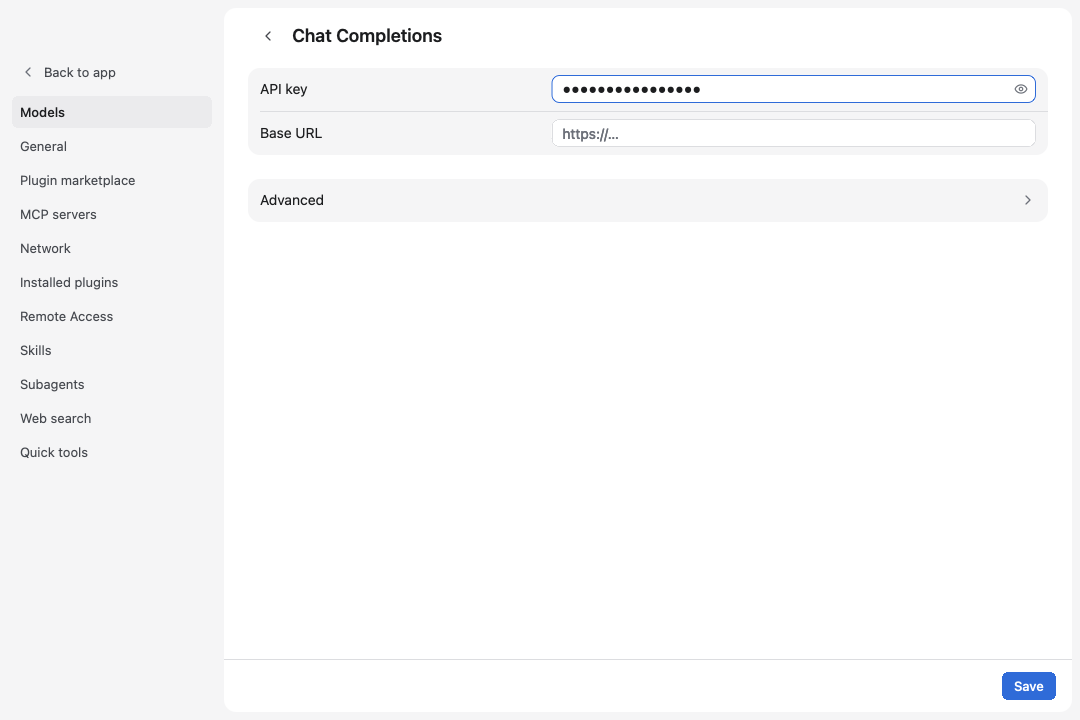 Chat Completions
Back to app
Models
General
Plugin marketplace
MCP servers
Network
Installed plugins
Remote Access
Skills
Subagents
Web search
Quick tools
API key
••••••••••••••••
Base URL
https://...
Advanced
Save